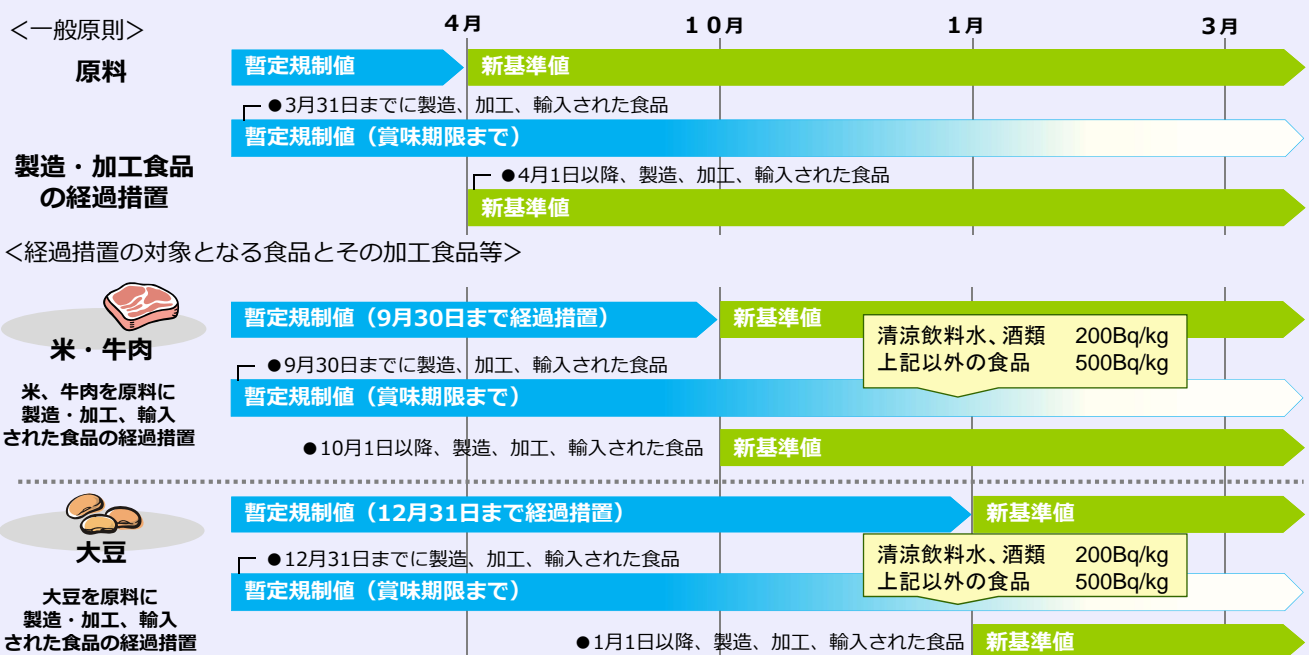 ＜一般原則＞
4月 10月 1月 3月
原料
暫定規制値 新基準値
●3月31日までに製造、加工、輸入された食品
製造・加工食品
の経過措置
暫定規制値（賞味期限まで）
●4月1日以降、製造、加工、輸入された食品
新基準値
＜経過措置の対象となる食品とその加工食品等＞
米・牛肉
暫定規制値（9月30日まで経過措置） 新基準値
清涼飲料水、酒類 200Bq/kg
上記以外の食品 500Bq/kg
米、牛肉を原料に
製造・加工、輸入
された食品の経過措置
●9月30日までに製造、加工、輸入された食品
暫定規制値（賞味期限まで）
●10月1日以降、製造、加工、輸入された食品 新基準値
大豆
暫定規制値（12月31日まで経過措置） 新基準値
清涼飲料水、酒類 200Bq/kg
上記以外の食品 500Bq/kg
大豆を原料に
製造・加工、輸入
された食品の経過措置
●12月31日までに製造、加工、輸入された食品
暫定規制値（賞味期限まで）
●1月1日以降、製造、加工、輸入された食品 新基準値